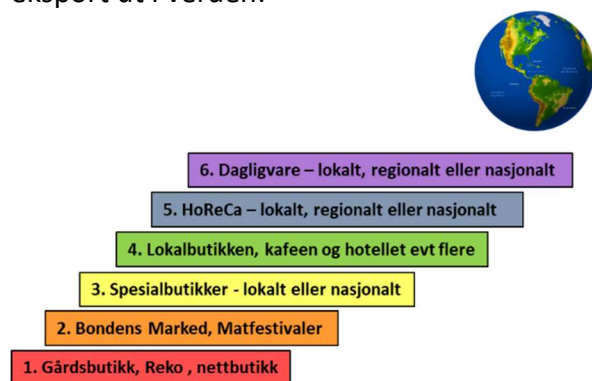 eksport ut i verden.
6. Dagligvare – lokalt, regionalt eller nasjonalt
5. HoReCa – lokalt, regionalt eller nasjonalt
4. Lokalbutikken, kafeen og hotellet evt flere
3. Spesialbutikker - lokalt eller nasjonalt
2. Bondens Marked, Matfestivaler
1. Gårdsbutikk, Reko , nettbutikk